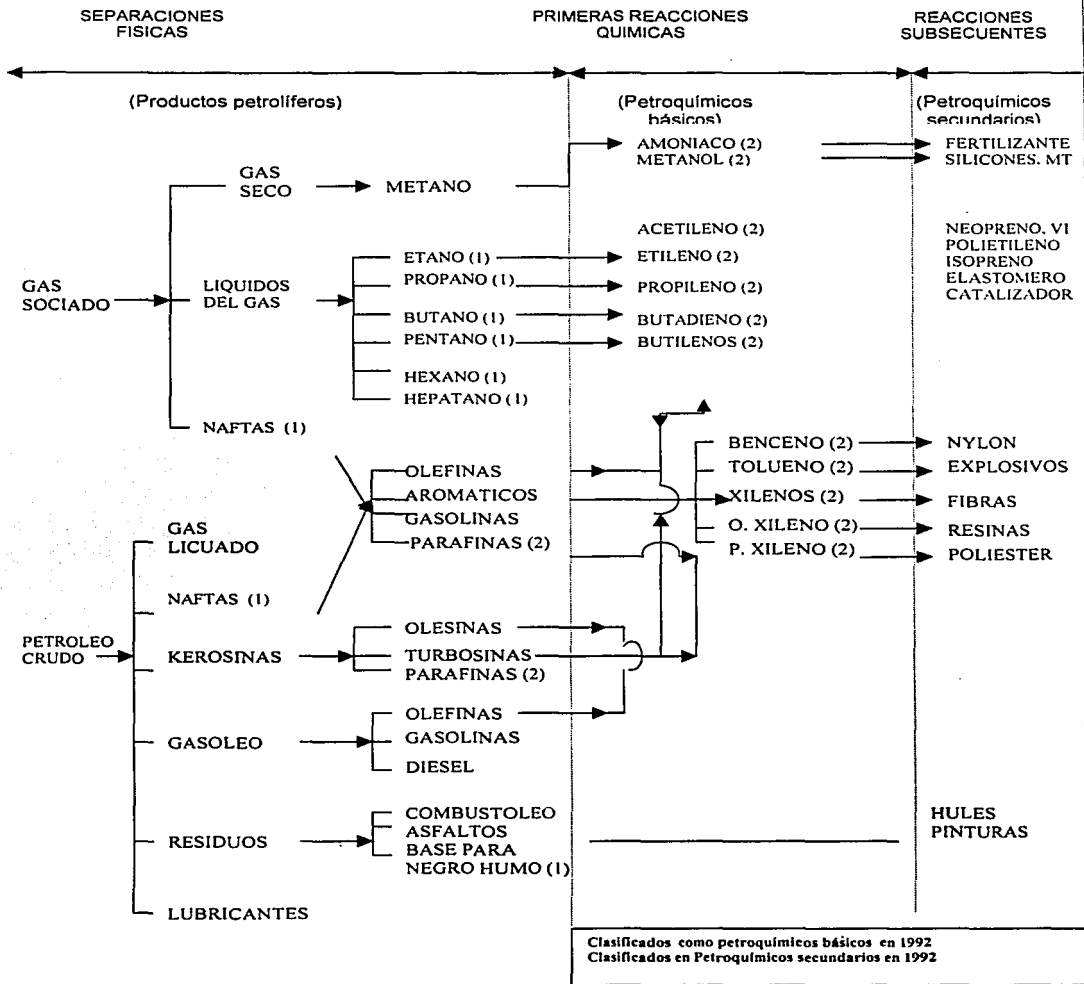 SEPARACIONES
FISICAS
PRIMERAS REACCIONES
QUIMICAS
REACCIONES
SUBSECUENTES
(Productos petrolíferos)
(Petroquímicos
básicos)
(Petroquímicos
secundarios)
GAS
SECO
METANO
AMONIACO (2)
METANOL (2)
FERTILIZANTE
SILICONES. MT
GAS
SOCIADO
LIQUIDOS
DEL GAS
ETANO (1)
PROPANO (1)
BUTANO (1)
PENTANO (1)
HEXANO (1)
HEPATANO (1)
ACETILENO (2)
ETILENO (2)
PROPILENO (2)
BUTADIENO (2)
BUTILENOS (2)
NEOPRENO. VI
POLIETILENO
ISOPRENO
ELASTOMERO
CATALIZADOR
NAFTAS (1)
OLEFINAS
AROMATICOS
GASOLINAS
PARAFINAS (2)
BENCENO (2)
TOLUENO (2)
XILENOS (2)
O. XILENO (2)
P. XILENO (2)
NYLON
EXPLOSIVOS
FIBRAS
RESINAS
POLIESTER
PETROLEO
CRUDO
GAS
LICUADO
NAFTAS (1)
KEROSINAS
OLESINAS
TURBOSINAS
PARAFINAS (2)
GASOLEO
OLEFINAS
GASOLINAS
DIESEL
RESIDUOS
COMBUSTOLEO
ASFALTOS
BASE PARA
NEGRO HUMO (1)
HULES
PINTURAS
LUBRICANTES
Clasificados como petroquímicos básicos en 1992
Clasificados en Petroquímicos secundarios en 1992